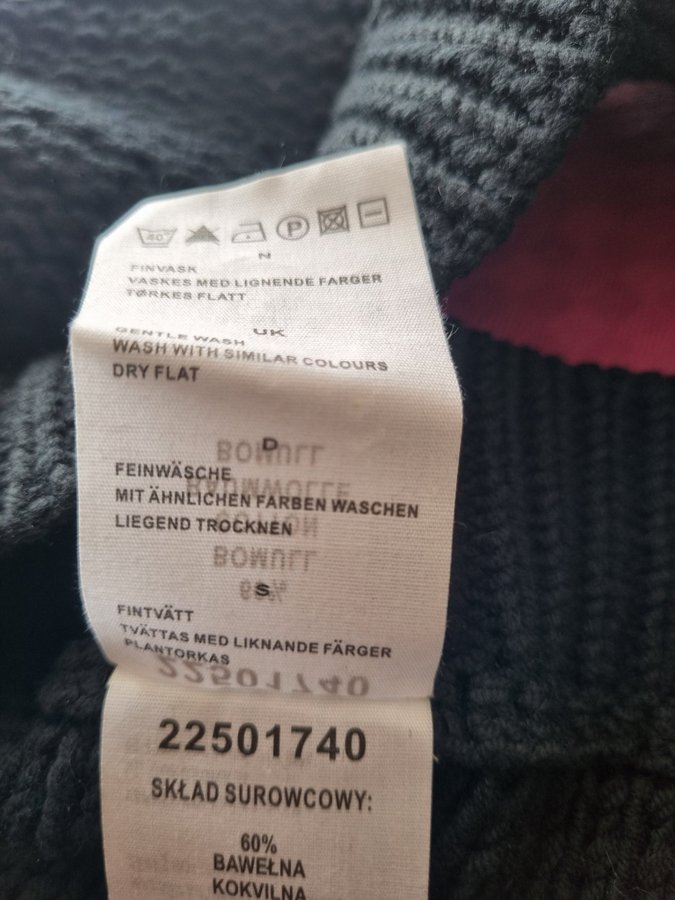 40 P
N
FINVASK
VASKES MED LIGNENDE FARGER
TØRKES FLATT
UK
GENTLE WASH
WASH WITH SIMILAR COLOURS
DRY FLAT
D
FEINWÄSCHE
MIT ÄHNLICHEN FARBEN WASCHEN
LIEGEND TROCKNEN
S
FINTVÄTT
TVÄTTAS MED LIKNANDE FÄRGER
PLANTORKAS
22501740
SKŁAD SUROWCOWY:
60%
BAWEŁNA
KOKVILNA